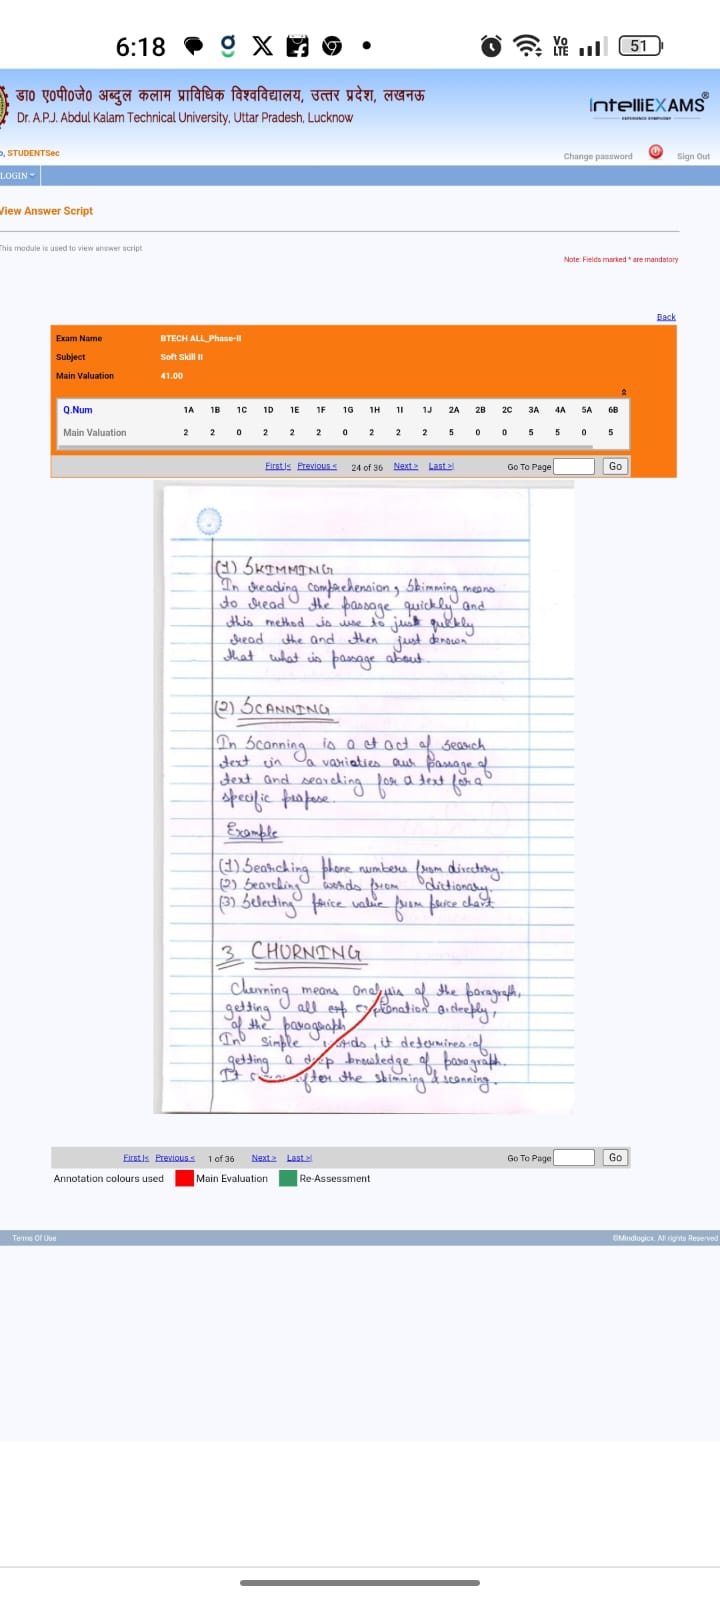 6:18
Vo LTE
51
डा० ए०पी०जे० अब्दुल कलाम प्राविधिक विश्वविद्यालय, उत्तर प्रदेश, लखनऊ
Dr. A.P.J. Abdul Kalam Technical University, Uttar Pradesh, Lucknow
IntelliEXAMS®
o, STUDENTSec
Change password
Sign Out
LOGIN
View Answer Script
This module is used to view answer script
Note: Fields marked * are mandatory
Back
Exam Name BTECH ALL_Phase-II
Subject Soft Skill II
Main Valuation 41.00
Q.Num 1A 1B 1C 1D 1E 1F 1G 1H 1I 1J 2A 2B 2C 3A 4A 5A 6B
Main Valuation 2 2 0 2 2 2 0 2 2 2 5 0 0 5 5 0 5
First|< Previous < 24 of 36 Next > Last >| Go To Page Go
(1) SKIMMING
In reading comprehension, Skimming means
to read the passage quickly and
this method is use to just quickly
read the and then just
that what is passage about.
(2) SCANNING
In Scanning is a act of search
text in a varieties passage of
text and searching for a text for a
specific
Example
(1) Searching phone numbers from directory.
(2) Searching words from dictionary.
(3) Selecting price value from price chart
3 CHURNING
Churning means analysis of the paragraph,
getting all deeply,
of the paragraph
In simple words, it determines of
getting a deep knowledge of paragraph.
It after the skimming & scanning.
First|< Previous < 1 of 36 Next > Last >| Go To Page Go
Annotation colours used Main Evaluation Re-Assessment
Terms Of Use
©Mindlogicx. All rights Reserved